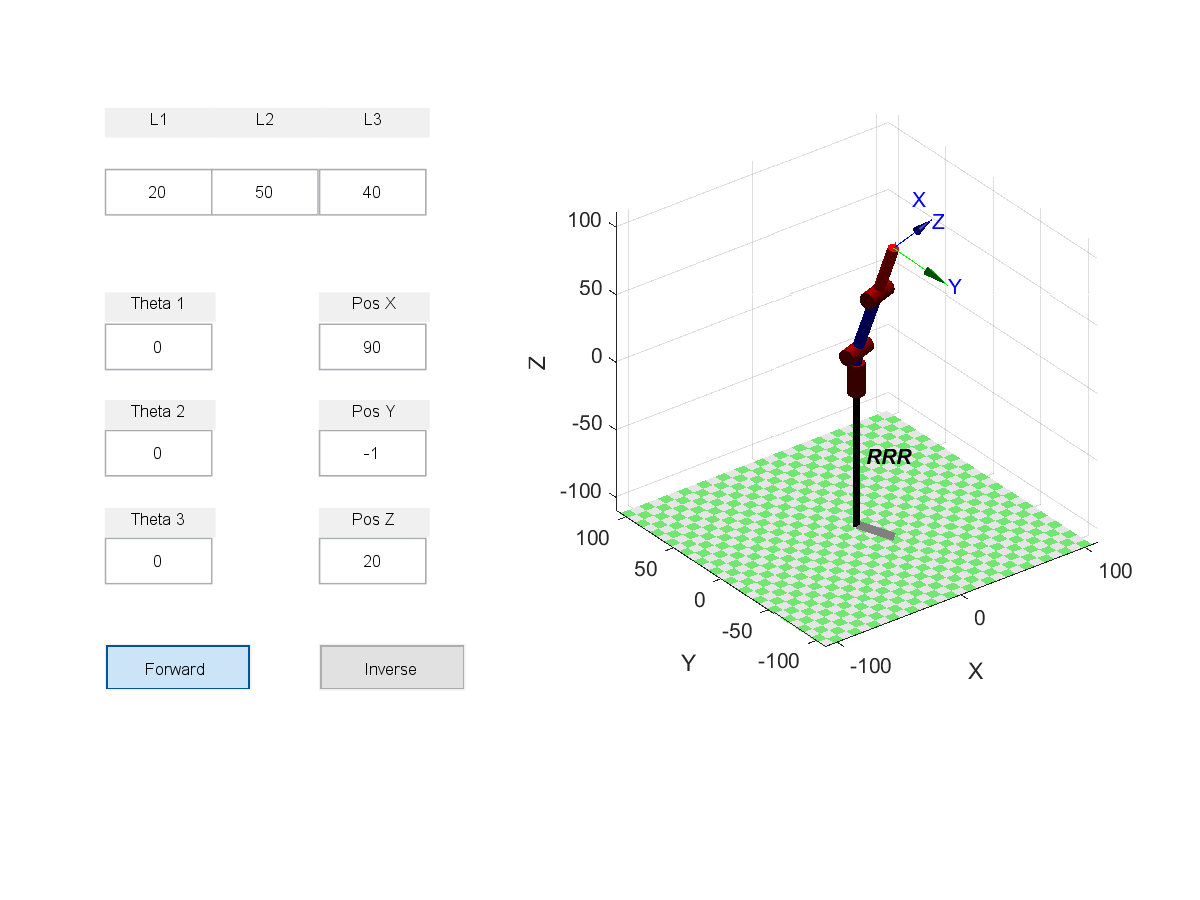 L1 L2 L3
20 50 40
Theta 1 Pos X
0 90
Theta 2 Pos Y
0 -1
Theta 3 Pos Z
0 20
Forward Inverse
X
Z
Y
100
50
0
-50
-100
Z
RRR
100
50
0
-50
-100
Y
-100
0
100
X